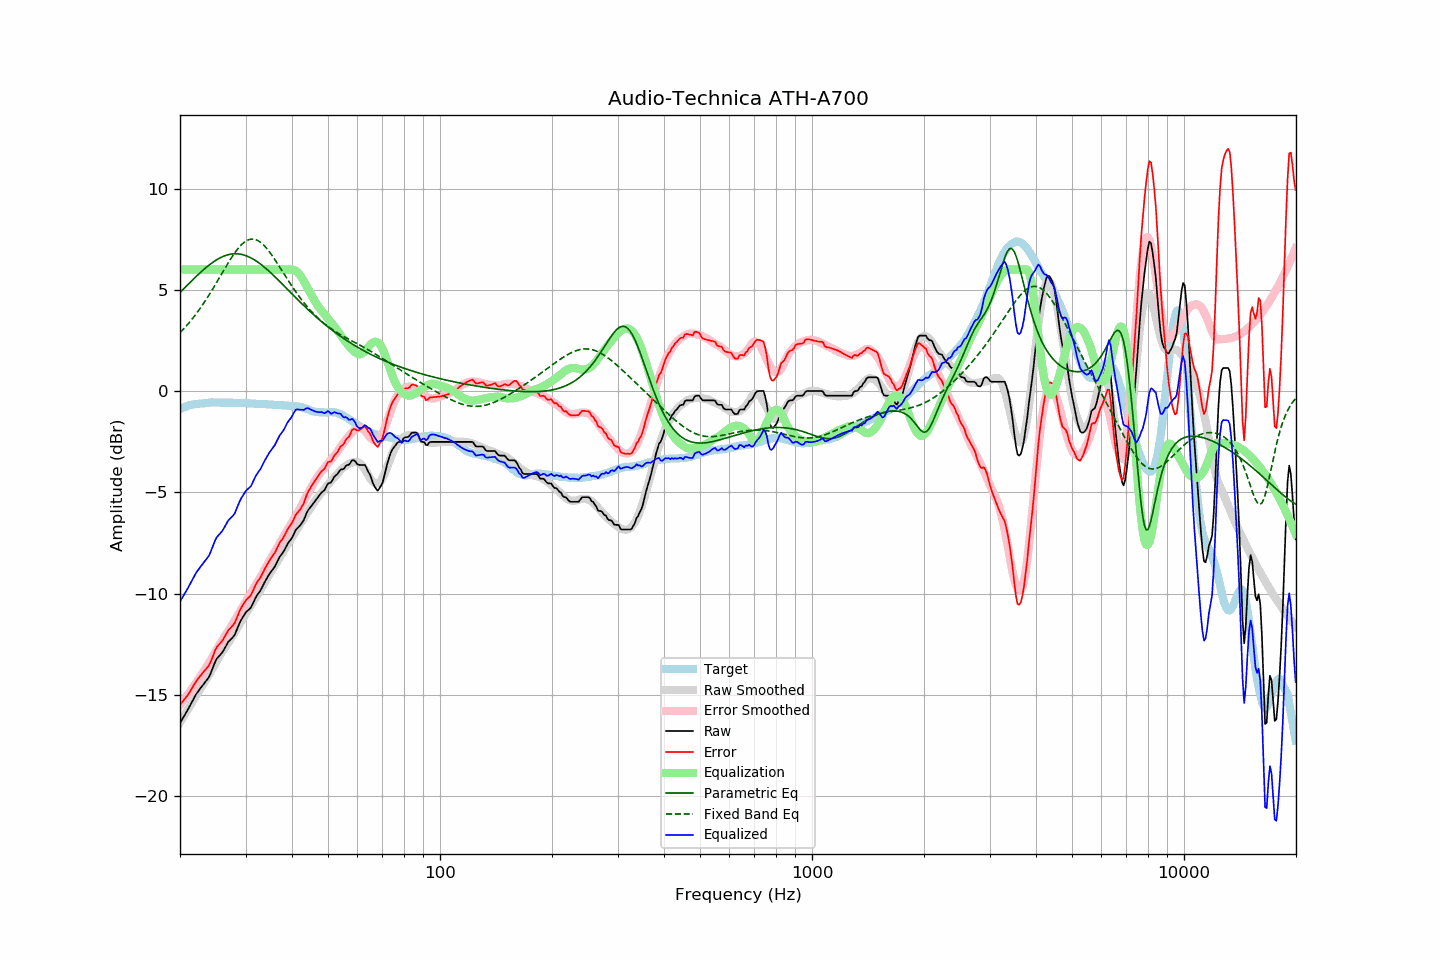 Audio-Technica ATH-A700
Amplitude (dBr)
10
5
0
−5
−10
−15
−20
Target
Raw Smoothed
Error Smoothed
Raw
Error
Equalization
Parametric Eq
Fixed Band Eq
Equalized
100
1000
10000
Frequency (Hz)